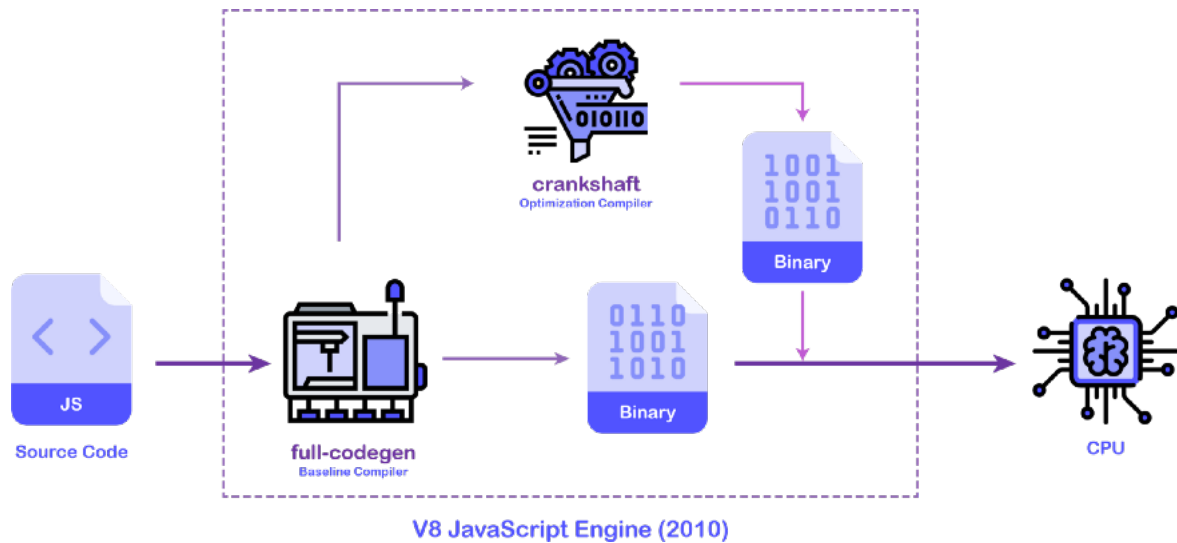 010110
crankshaft
Optimization Compiler
1001
1001
0110
Binary
JS
Source Code
full-codegen
Baseline Compiler
0110
1001
1010
Binary
CPU
V8 JavaScript Engine (2010)